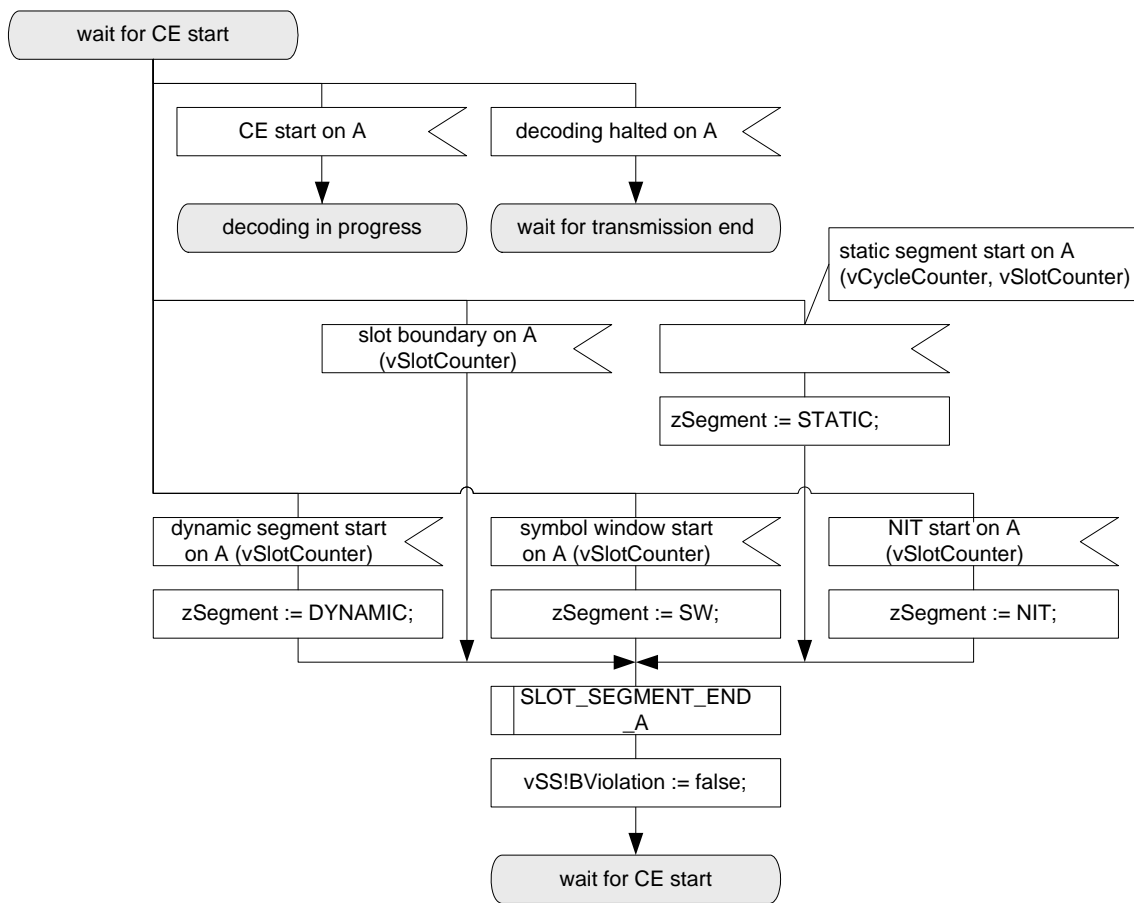 wait for CE start
CE start on A
decoding halted on A
decoding in progress
wait for transmission end
static segment start on A
(vCycleCounter, vSlotCounter)
slot boundary on A
(vSlotCounter)
zSegment := STATIC;
dynamic segment start
on A (vSlotCounter)
symbol window start
on A (vSlotCounter)
NIT start on A
(vSlotCounter)
zSegment := DYNAMIC;
zSegment := SW;
zSegment := NIT;
SLOT_SEGMENT_END
_A
vSS!BViolation := false;
wait for CE start